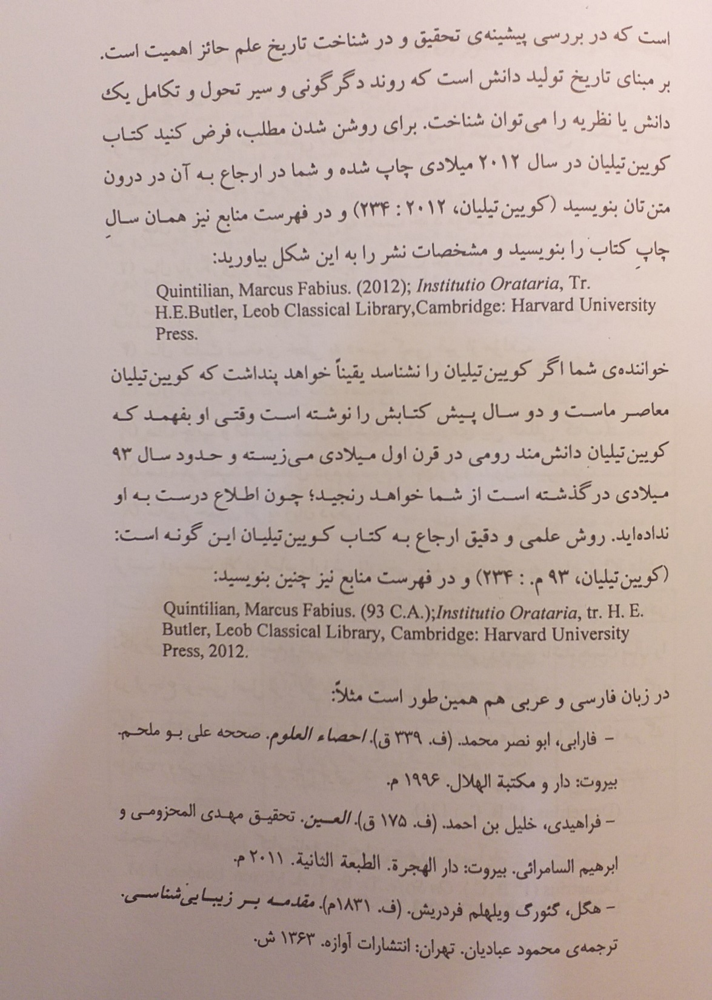 است که در بررسی پیشینه‌ی تحقیق و در شناخت تاریخ علم حائز اهمیت است.
بر مبنای تاریخ تولید دانش است که روند دگرگونی و سیر تحول و تکامل یک
دانش یا نظریه را می‌توان شناخت. برای روشن شدن مطلب، فرض کنید کتاب
کویین‌تیلیان در سال ۲۰۱۲ میلادی چاپ شده و شما در ارجاع به آن در درون
متن‌تان بنویسید (کویین‌تیلیان، ۲۰۱۲ : ۲۳۴) و در فهرست منابع نیز همان سالِ
چاپِ کتاب را بنویسید و مشخصات نشر را به این شکل بیاورید:
Quintilian, Marcus Fabius. (2012); Institutio Orataria, Tr.
H.E.Butler, Leob Classical Library,Cambridge: Harvard University
Press.
خواننده‌ی شما اگر کویین‌تیلیان را نشناسد یقیناً خواهد پنداشت که کویین‌تیلیان
معاصر ماست و دو سال پیش کتابش را نوشته است وقتی او بفهمد که
کویین‌تیلیان دانش‌مند رومی در قرن اول میلادی می‌زیسته و حدود سال ۹۳
میلادی درگذشته است از شما خواهد رنجید؛ چون اطلاع درست به او
نداده‌اید. روش علمی و دقیق ارجاع به کتاب کویین‌تیلیان این گونه است:
(کویین‌تیلیان، ۹۳ م. : ۲۳۴) و در فهرست منابع نیز چنین بنویسید:
Quintilian, Marcus Fabius. (93 C.A.);Institutio Orataria, tr. H. E.
Butler, Leob Classical Library, Cambridge: Harvard University
Press, 2012.
در زبان فارسی و عربی هم همین‌طور است مثلاً:
- فارابی، ابو نصر محمد. (ف. ۳۳۹ ق). احصاء العلوم. صححه علی بو ملحم.
بیروت: دار و مکتبة الهلال. ۱۹۹۶ م.
- فراهیدی، خلیل بن احمد. (ف. ۱۷۵ ق). العین. تحقیق مهدی المحزومی و
ابرهیم السامرائی. بیروت: دار الهجرة. الطبعة الثانیة. ۲۰۱۱ م.
- هگل، گئورگ ویلهلم فردریش. (ف. ۱۸۳۱م). مقدمه بر زیبایی‌شناسی.
ترجمه‌ی محمود عبادیان. تهران: انتشارات آوازه. ۱۳۶۳ ش.